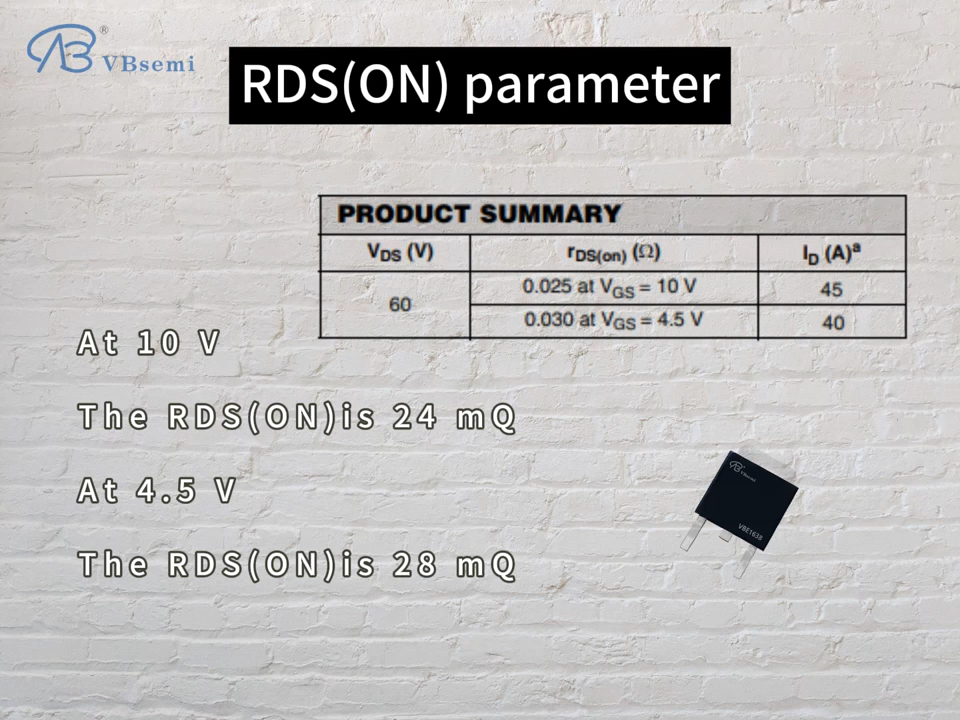 VBsemi
®
RDS(ON) parameter
PRODUCT SUMMARY
VDS (V) rDS(on) (Ω) ID (A)a
60 0.025 at VGS = 10 V 45
0.030 at VGS = 4.5 V 40
At 10 V
The RDS(ON)is 24 mQ
At 4.5 V
The RDS(ON)is 28 mQ
VBsemi
VBE1638